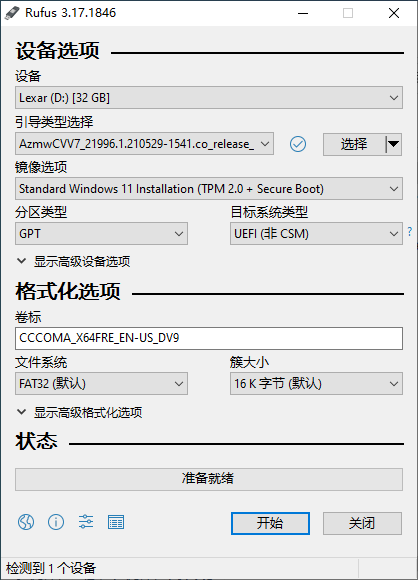 Rufus 3.17.1846
设备选项
设备
Lexar (D:) [32 GB]
引导类型选择
AzmwCVV7_21996.1.210529-1541.co_release_
选择
镜像选项
Standard Windows 11 Installation (TPM 2.0 + Secure Boot)
分区类型
目标系统类型
GPT
UEFI (非 CSM)
?
显示高级设备选项
格式化选项
卷标
CCCOMA_X64FRE_EN-US_DV9
文件系统
簇大小
FAT32 (默认)
16 K 字节 (默认)
显示高级格式化选项
状态
准备就绪
开始
关闭
检测到 1 个设备